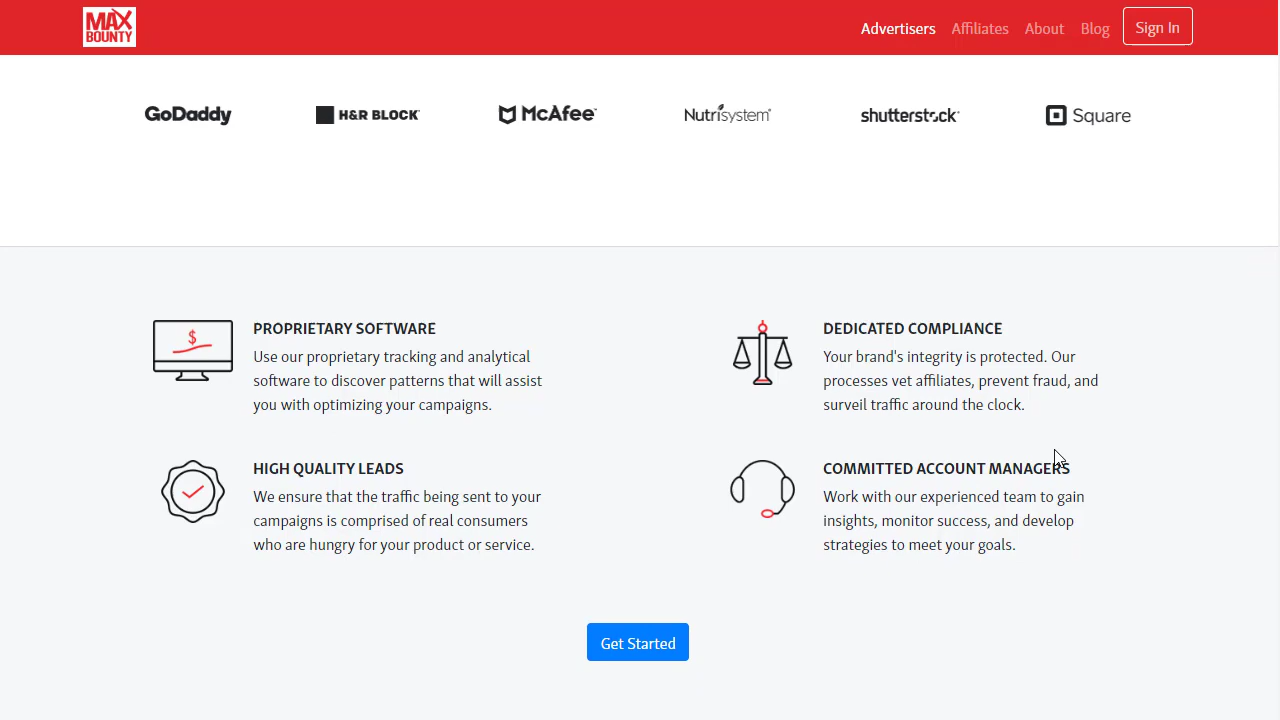 MAX
BOUNTY
Advertisers Affiliates About Blog Sign In
GoDaddy H&R BLOCK McAfee™ Nutrisystem® shutterstock Square
PROPRIETARY SOFTWARE
Use our proprietary tracking and analytical
software to discover patterns that will assist
you with optimizing your campaigns.
DEDICATED COMPLIANCE
Your brand's integrity is protected. Our
processes vet affiliates, prevent fraud, and
surveil traffic around the clock.
HIGH QUALITY LEADS
We ensure that the traffic being sent to your
campaigns is comprised of real consumers
who are hungry for your product or service.
COMMITTED ACCOUNT MANAGERS
Work with our experienced team to gain
insights, monitor success, and develop
strategies to meet your goals.
Get Started